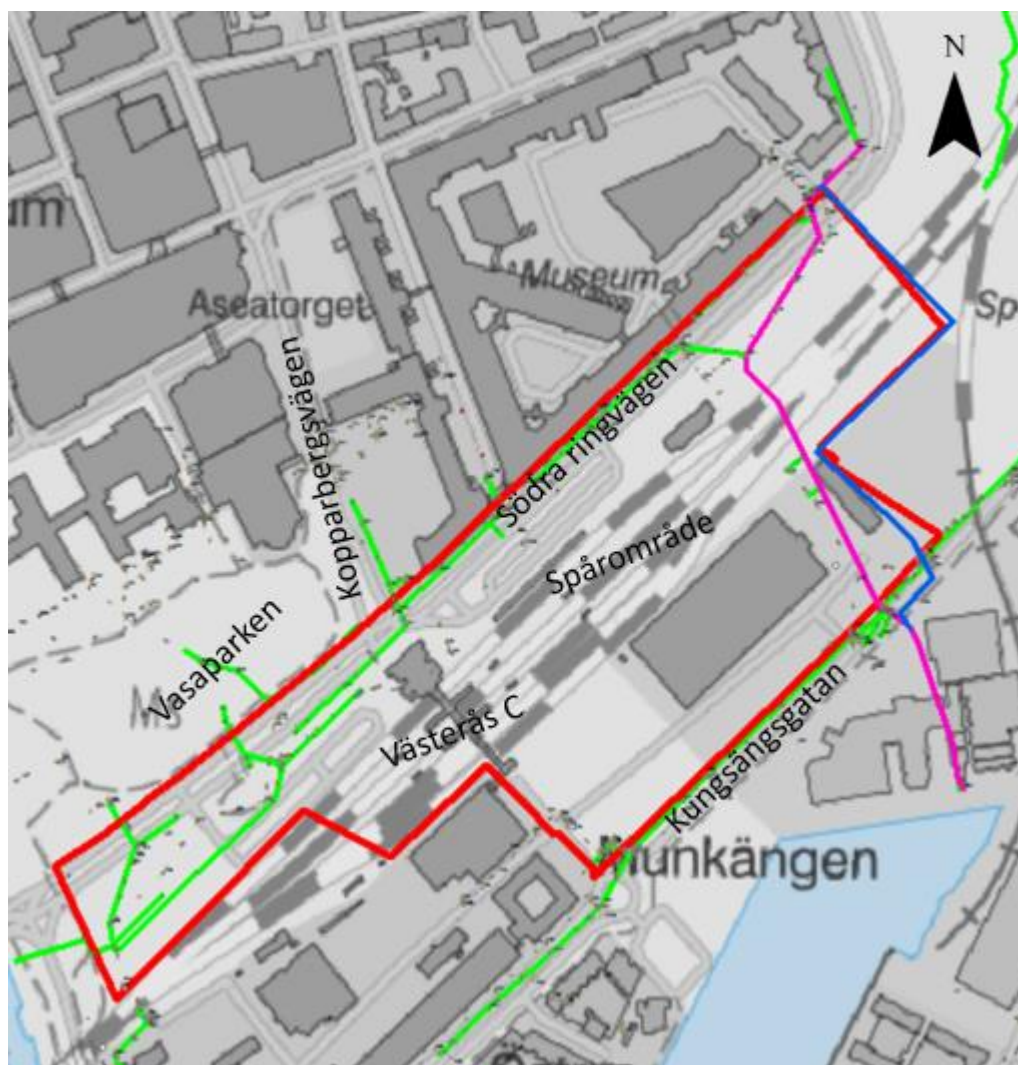 N
um
Museum
Aseatorget
Sp
Kopparbergsvägen
Södra ringvägen
Spårområde
Vasaparken
Västerås C
Kungsängsgatan
Munkängen